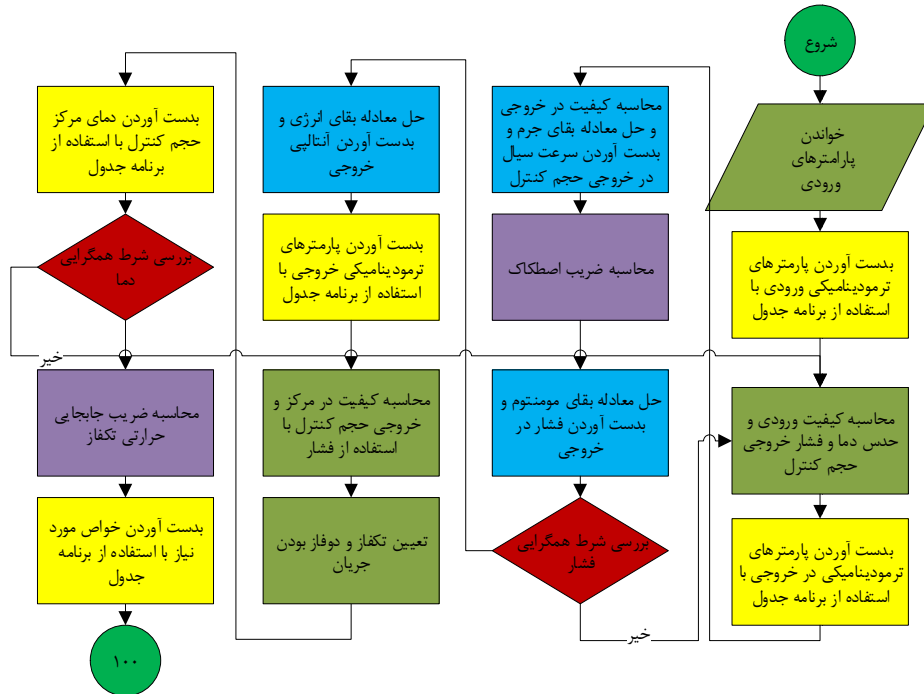 شروع
خواندن
پارامترهای
ورودی
بدست آوردن پارمترهای
ترمودینامیکی ورودی با
استفاده از برنامه جدول
محاسبه کیفیت ورودی و
حدس دما و فشار خروجی
حجم کنترل
بدست آوردن پارمترهای
ترمودینامیکی در خروجی با
استفاده از برنامه جدول
محاسبه کیفیت در خروجی
و حل معادله بقای جرم و
بدست آوردن سرعت سیال
در خروجی حجم کنترل
محاسبه ضریب اصطکاک
حل معادله بقای مومنتوم و
بدست آوردن فشار در
خروجی
بررسی شرط همگرایی
فشار
خیر
حل معادله بقای انرژی و
بدست آوردن آنتالپی
خروجی
بدست آوردن پارمترهای
ترمودینامیکی خروجی با
استفاده از برنامه جدول
محاسبه کیفیت در مرکز و
خروجی حجم کنترل با
استفاده از فشار
تعیین تکفاز و دوفاز بودن
جریان
بدست آوردن دمای مرکز
حجم کنترل با استفاده از
برنامه جدول
بررسی شرط همگرایی
دما
خیر
محاسبه ضریب جابجایی
حرارتی تکفاز
بدست آوردن خواص مورد
نیاز با استفاده از برنامه
جدول
۱۰۰